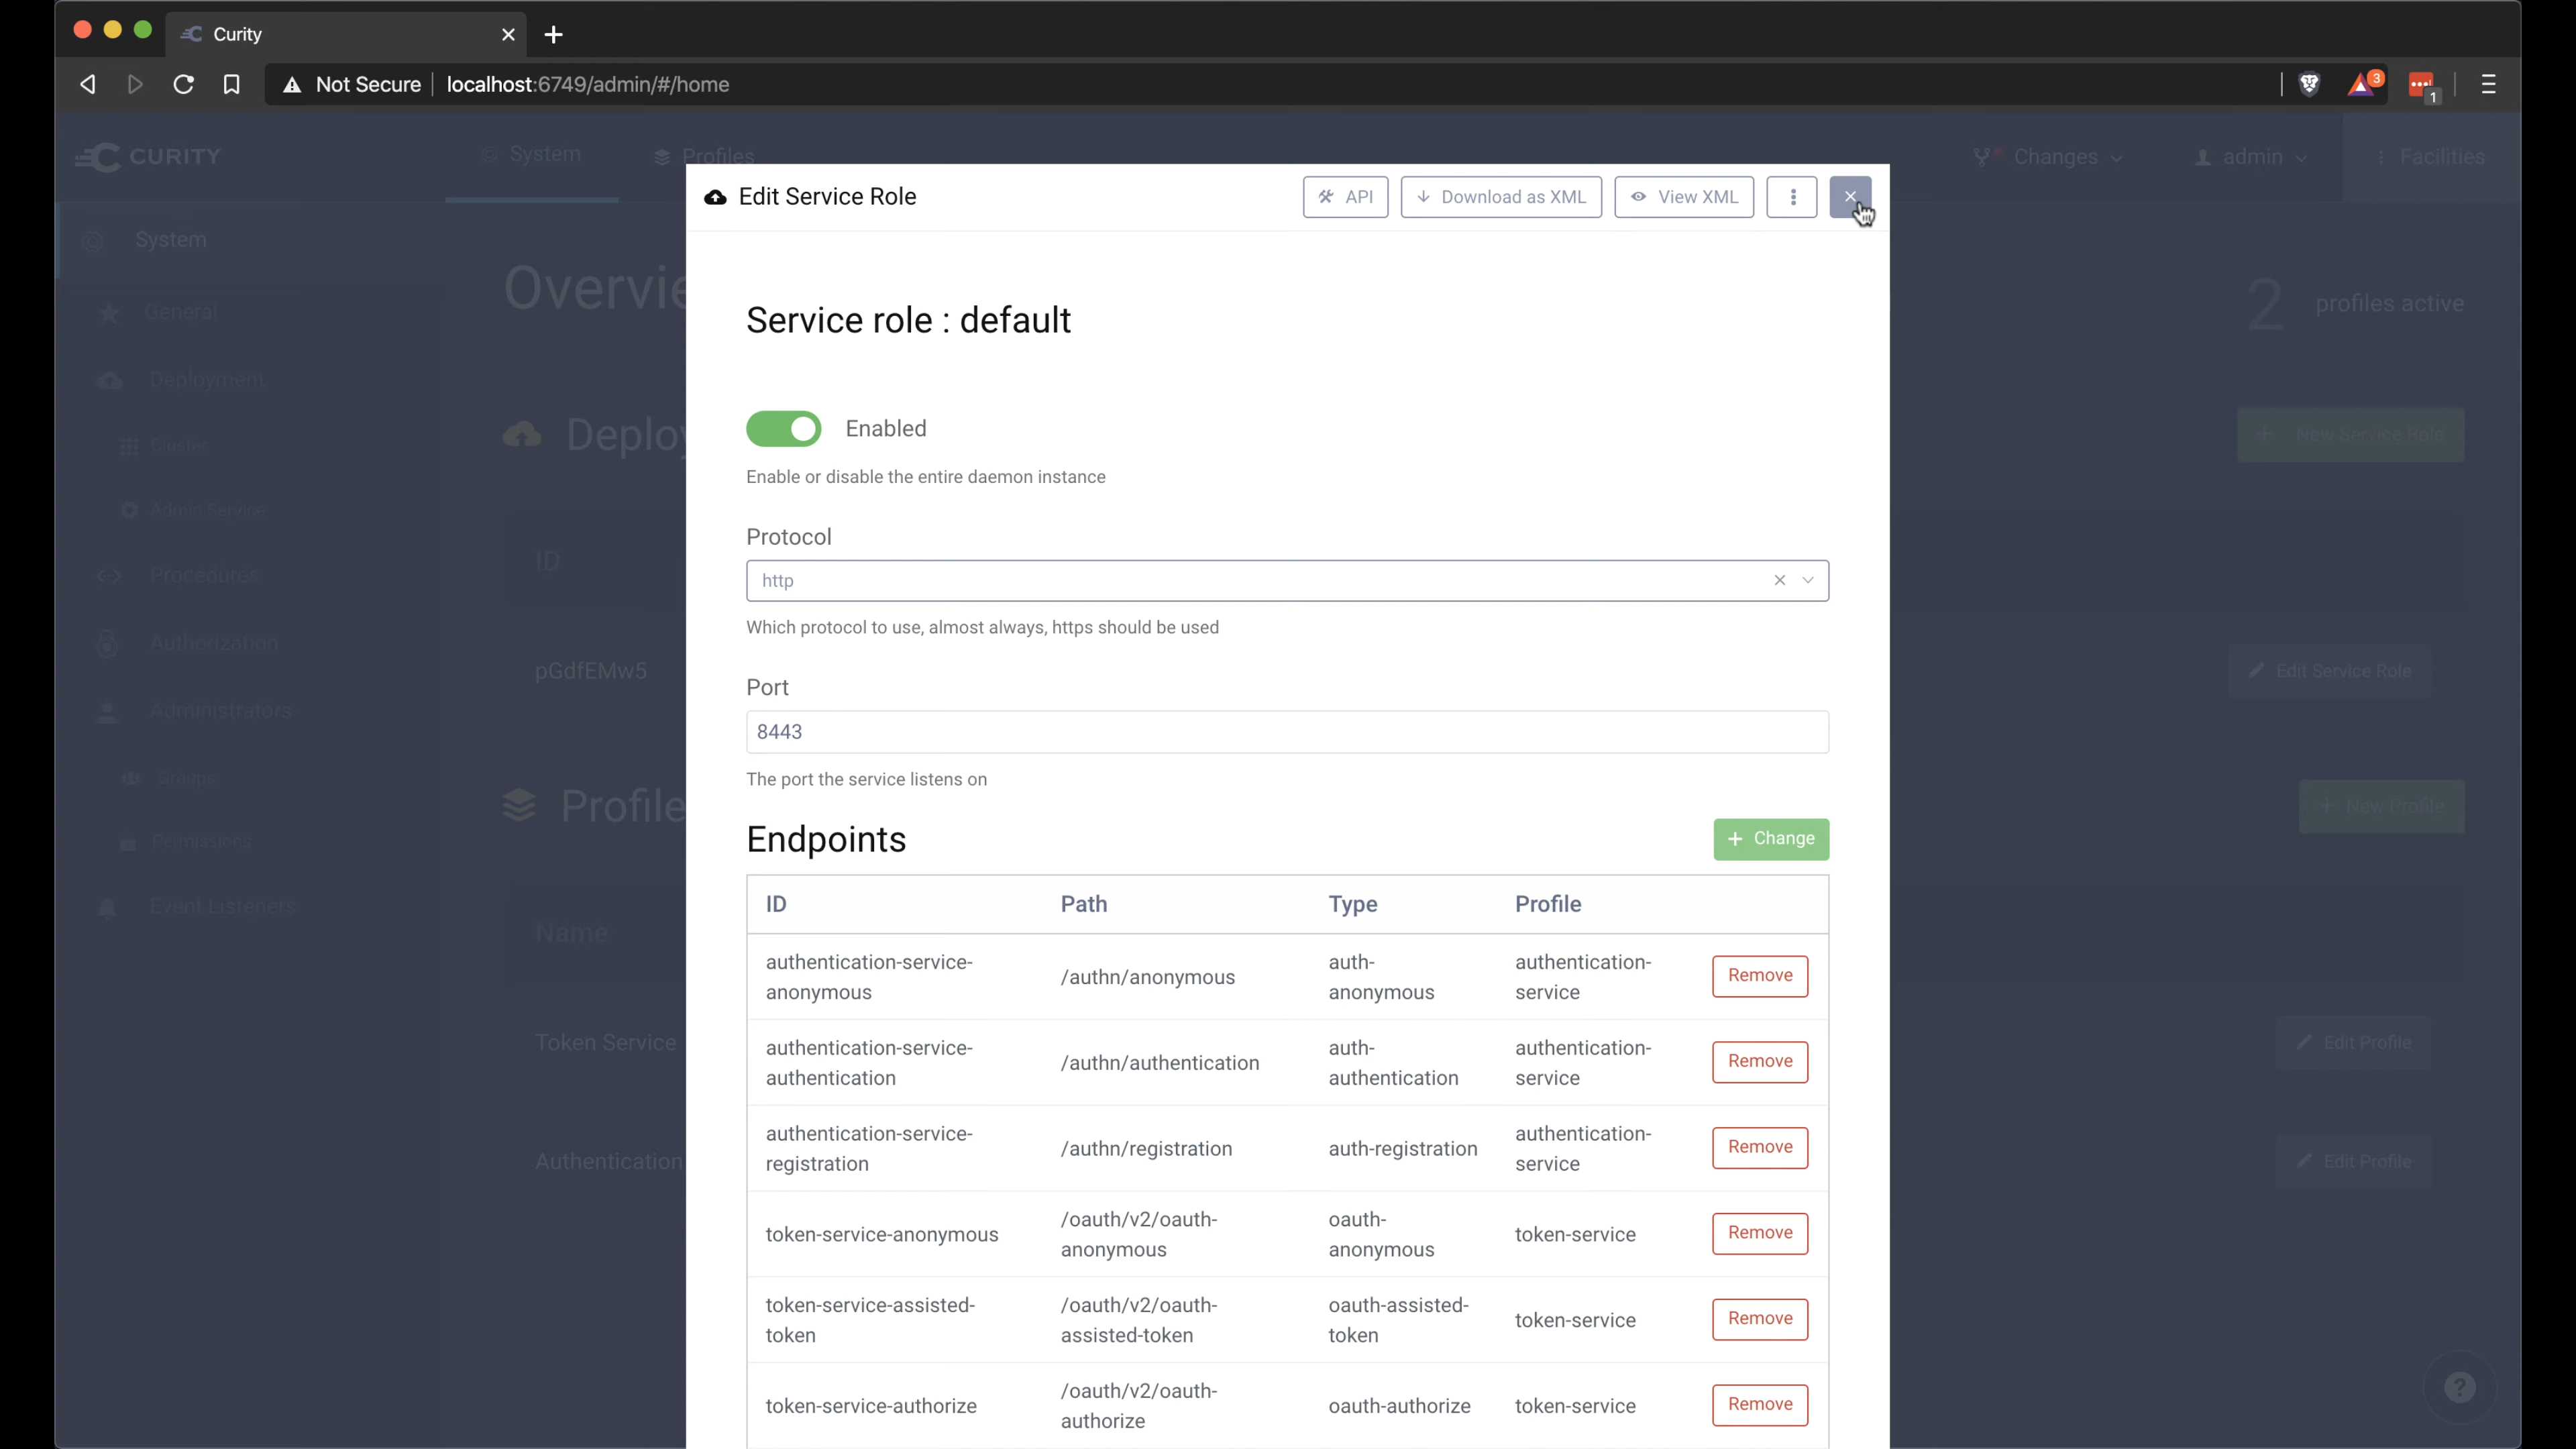 Curity
Not Secure
localhost:6749/admin/#/home
3
1
CURITY
System
Profiles
Changes
admin
Facilities
Edit Service Role
API
Download as XML
View XML
System
General
Deployment
Cluster
Admin Service
Procedures
Authorization
Administrators
Groups
Permissions
Event Listeners
Overvie
2 profiles active
Deploy
New Service Role
ID
pGdfEMw5
Edit Service Role
Profile
New Profile
Name
Token Service
Edit Profile
Authentication
Edit Profile
Service role : default
Enabled
Enable or disable the entire daemon instance
Protocol
http
Which protocol to use, almost always, https should be used
Port
8443
The port the service listens on
Endpoints
+ Change
ID Path Type Profile
authentication-service-
anonymous
/authn/anonymous
auth-
anonymous
authentication-
service
Remove
authentication-service-
authentication
/authn/authentication
auth-
authentication
authentication-
service
Remove
authentication-service-
registration
/authn/registration
auth-registration
authentication-
service
Remove
token-service-anonymous
/oauth/v2/oauth-
anonymous
oauth-
anonymous
token-service
Remove
token-service-assisted-
token
/oauth/v2/oauth-
assisted-token
oauth-assisted-
token
token-service
Remove
token-service-authorize
/oauth/v2/oauth-
authorize
oauth-authorize
token-service
Remove
?